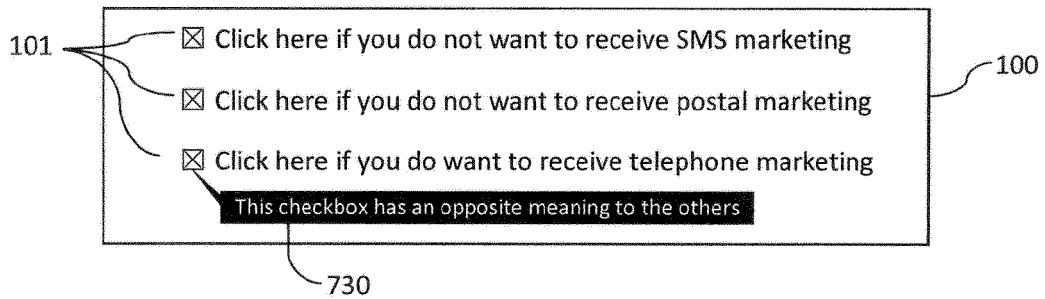 101
Click here if you do not want to receive SMS marketing
100
Click here if you do not want to receive postal marketing
Click here if you do want to receive telephone marketing
This checkbox has an opposite meaning to the others
730